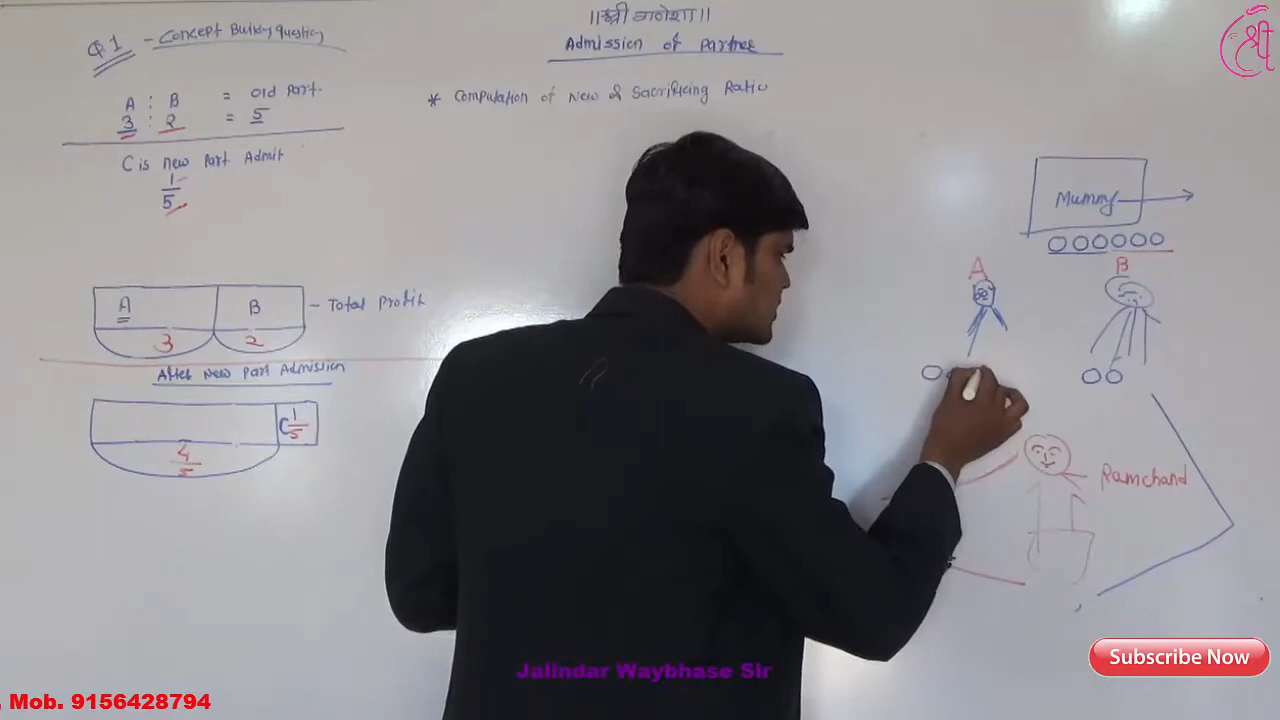 ॥श्री गणेशा॥
Admission of Partner
Q.1 - Concept Builing Question
* Computation of New & Sacrificing Ratio
A : B = old Part.
3 : 2 = 5
C is new Part Admit
1/5
A B - Total Profit
3 2
After New Part Admission
C 1/5
4/5
Mummy
A B
Ramchand
श्री
Jalindar Waybhase Sir
Subscribe Now
, Mob. 9156428794